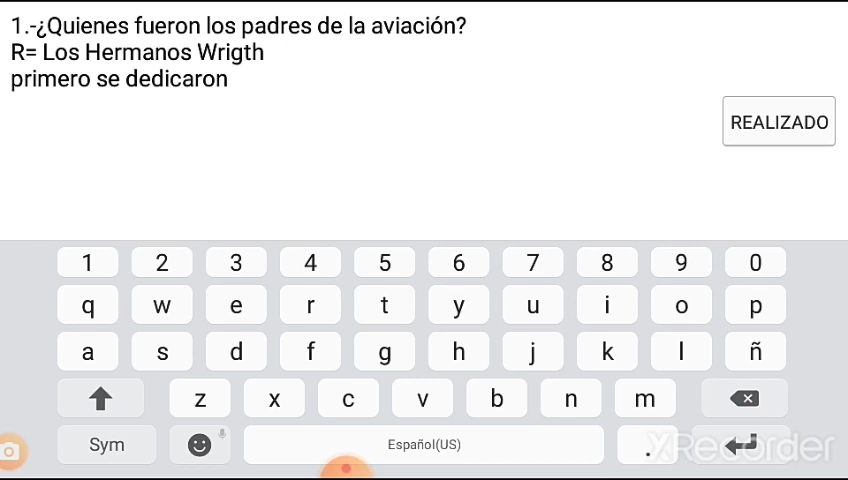 1.-¿Quienes fueron los padres de la aviación?
R= Los Hermanos Wrigth
primero se dedicaron
REALIZADO
1 2 3 4 5 6 7 8 9 0
q w e r t y u i o p
a s d f g h j k l ñ
z x c v b n m
Sym Español(US) .
XRecorder